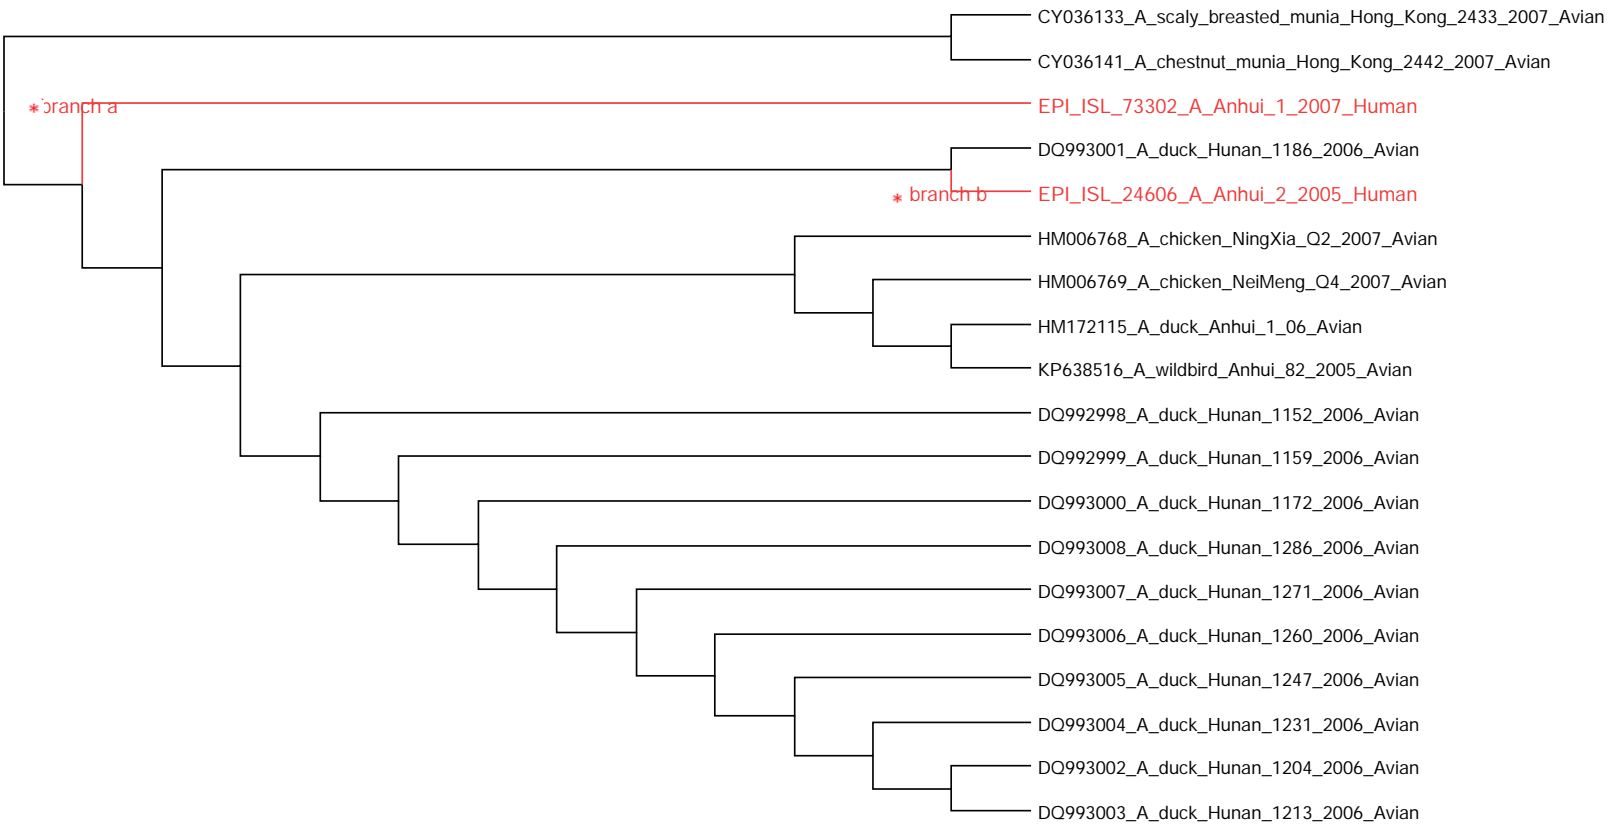 CY036133_A_scaly_breasted_munia_Hong_Kong_2433_2007_Avian
CY036141_A_chestnut_munia_Hong_Kong_2442_2007_Avian
* branch a
EPI_ISL_73302_A_Anhui_1_2007_Human
DQ993001_A_duck_Hunan_1186_2006_Avian
* branch b
EPI_ISL_24606_A_Anhui_2_2005_Human
HM006768_A_chicken_NingXia_Q2_2007_Avian
HM006769_A_chicken_NeiMeng_Q4_2007_Avian
HM172115_A_duck_Anhui_1_06_Avian
KP638516_A_wildbird_Anhui_82_2005_Avian
DQ992998_A_duck_Hunan_1152_2006_Avian
DQ992999_A_duck_Hunan_1159_2006_Avian
DQ993000_A_duck_Hunan_1172_2006_Avian
DQ993008_A_duck_Hunan_1286_2006_Avian
DQ993007_A_duck_Hunan_1271_2006_Avian
DQ993006_A_duck_Hunan_1260_2006_Avian
DQ993005_A_duck_Hunan_1247_2006_Avian
DQ993004_A_duck_Hunan_1231_2006_Avian
DQ993002_A_duck_Hunan_1204_2006_Avian
DQ993003_A_duck_Hunan_1213_2006_Avian